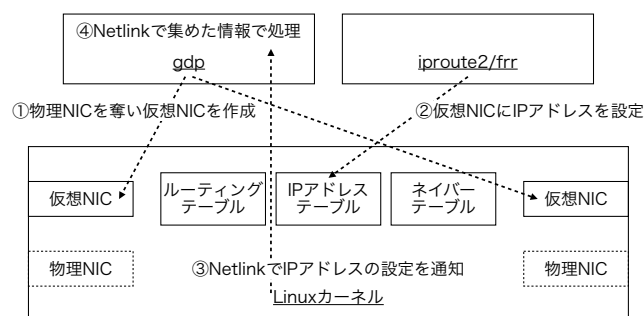 ④Netlinkで集めた情報で処理
gdp
iproute2/frr
①物理NICを奪い仮想NICを作成
②仮想NICにIPアドレスを設定
仮想NIC
ルーティング
テーブル
IPアドレス
テーブル
ネイバー
テーブル
仮想NIC
物理NIC
③NetlinkでIPアドレスの設定を通知
物理NIC
Linuxカーネル